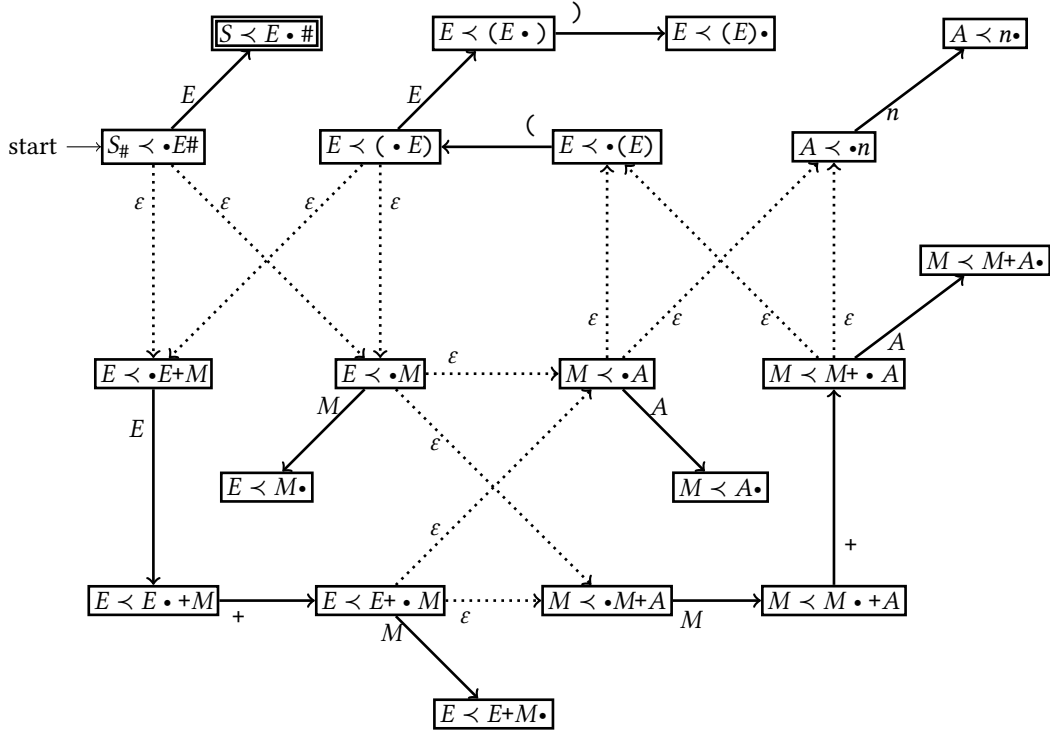 S ≺ E • #
E ≺ (E • )
E ≺ (E)•
A ≺ n•
)
E
E
n
start
S# ≺ •E#
E ≺ ( • E)
(
E ≺ •(E)
A ≺ •n
ε
ε
ε
ε
M ≺ M+A•
ε
ε
ε
ε
A
E ≺ •E+M
E ≺ •M
ε
M ≺ •A
M ≺ M+ • A
E
M
ε
A
E ≺ M•
M ≺ A•
ε
+
E ≺ E • +M
+
E ≺ E+ • M
ε
M ≺ •M+A
M
M ≺ M • +A
M
E ≺ E+M•